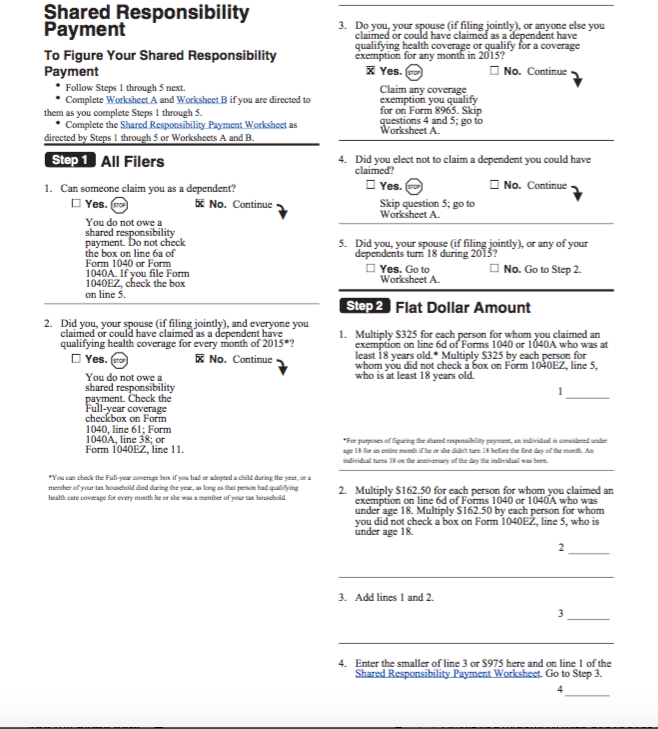 Shared Responsibility
Payment
To Figure Your Shared Responsibility
Payment
• Follow Steps 1 through 5 next.
• Complete Worksheet A and Worksheet B if you are directed to
them as you complete Steps 1 through 5.
• Complete the Shared Responsibility Payment Worksheet as
directed by Steps 1 through 5 or Worksheets A and B.
Step 1 All Filers
1. Can someone claim you as a dependent?
☐ Yes. STOP ☒ No. Continue
You do not owe a
shared responsibility
payment. Do not check
the box on line 6a of
Form 1040 or Form
1040A. If you file Form
1040EZ, check the box
on line 5.
2. Did you, your spouse (if filing jointly), and everyone you
claimed or could have claimed as a dependent have
qualifying health coverage for every month of 2015*?
☐ Yes. STOP ☒ No. Continue
You do not owe a
shared responsibility
payment. Check the
Full-year coverage
checkbox on Form
1040, line 61; Form
1040A, line 38; or
Form 1040EZ, line 11.
*You can check the Full-year coverage box if you had or adopted a child during the year, or a
member of your tax household died during the year, as long as that person had qualifying
health care coverage for every month he or she was a member of your tax household.
3. Do you, your spouse (if filing jointly), or anyone else you
claimed or could have claimed as a dependent have
qualifying health coverage or qualify for a coverage
exemption for any month in 2015?
☒ Yes. STOP ☐ No. Continue
Claim any coverage
exemption you qualify
for on Form 8965. Skip
questions 4 and 5; go to
Worksheet A.
4. Did you elect not to claim a dependent you could have
claimed?
☐ Yes. STOP ☐ No. Continue
Skip question 5; go to
Worksheet A.
5. Did you, your spouse (if filing jointly), or any of your
dependents turn 18 during 2015?
☐ Yes. Go to ☐ No. Go to Step 2.
Worksheet A.
Step 2 Flat Dollar Amount
1. Multiply $325 for each person for whom you claimed an
exemption on line 6d of Forms 1040 or 1040A who was at
least 18 years old.* Multiply $325 by each person for
whom you did not check a box on Form 1040EZ, line 5,
who is at least 18 years old.
1
*For purposes of figuring the shared responsibility payment, an individual is considered under
age 18 for an entire month if he or she didn't turn 18 before the first day of the month. An
individual turns 18 on the anniversary of the day the individual was born.
2. Multiply $162.50 for each person for whom you claimed an
exemption on line 6d of Forms 1040 or 1040A who was
under age 18. Multiply $162.50 by each person for whom
you did not check a box on Form 1040EZ, line 5, who is
under age 18.
2
3. Add lines 1 and 2.
3
4. Enter the smaller of line 3 or $975 here and on line 1 of the
Shared Responsibility Payment Worksheet. Go to Step 3.
4